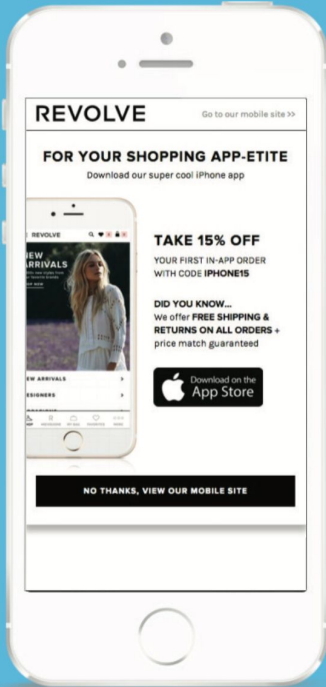 REVOLVE
Go to our mobile site >>
FOR YOUR SHOPPING APP-ETITE
Download our super cool iPhone app
REVOLVE
NEW
ARRIVALS
TAKE 15% OFF
YOUR FIRST IN-APP ORDER
WITH CODE IPHONE15
DID YOU KNOW...
We offer FREE SHIPPING &
RETURNS ON ALL ORDERS +
price match guaranteed
Download on the
App Store
EW ARRIVALS >
ESIGNERS >
NO THANKS, VIEW OUR MOBILE SITE